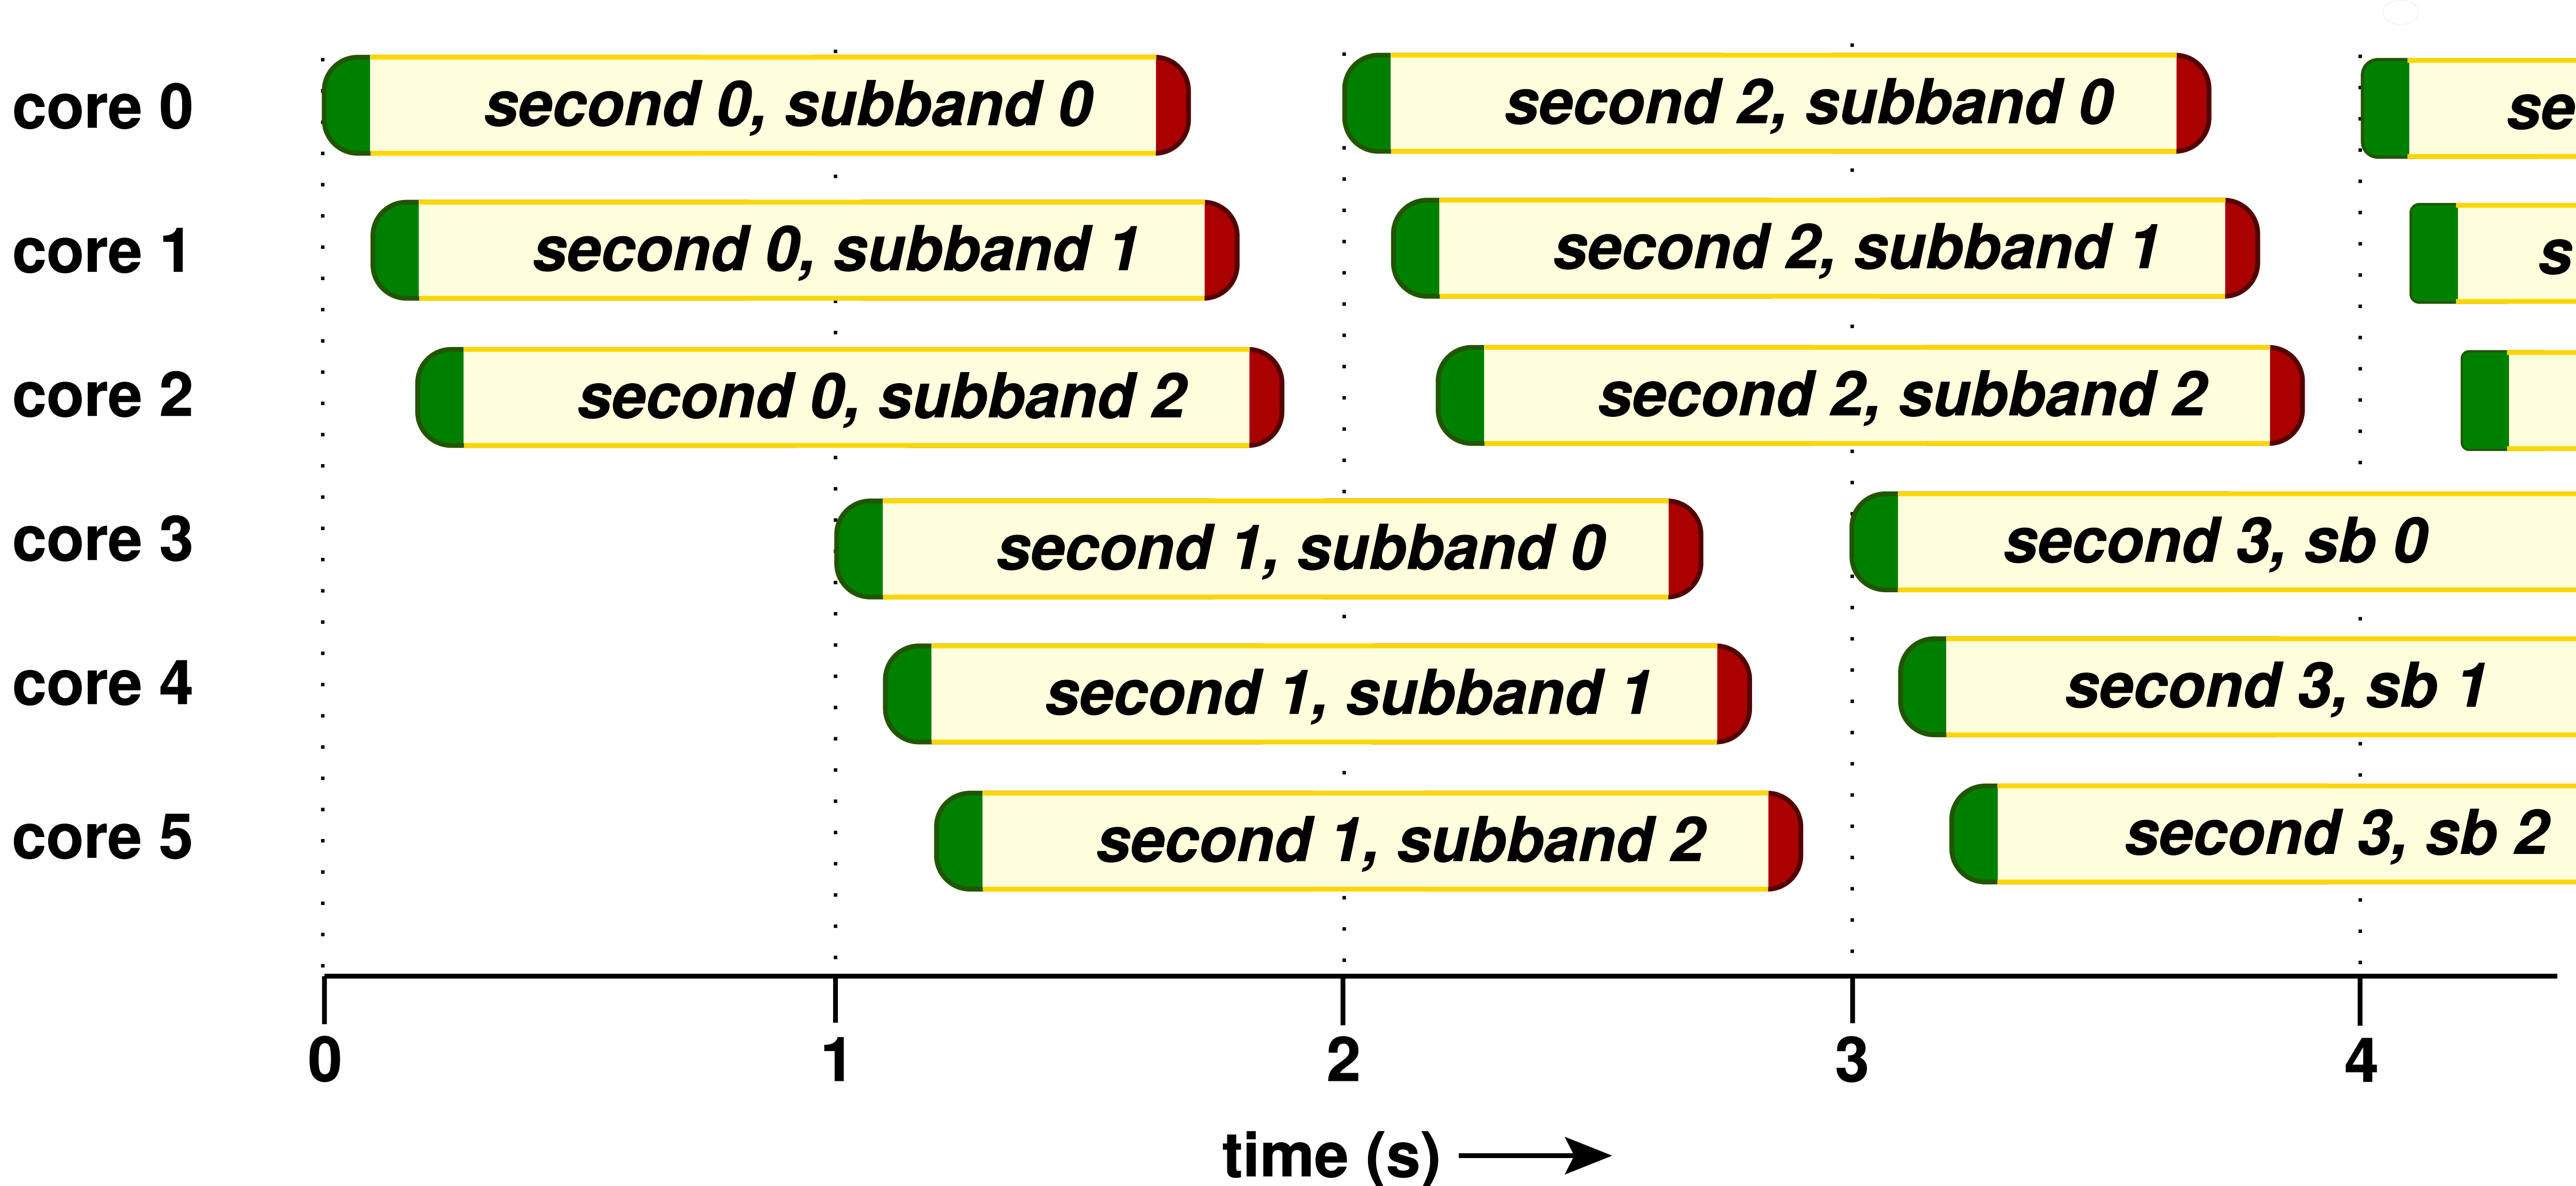 core 0 second 0, subband 0 second 2, subband 0 se
core 1 second 0, subband 1 second 2, subband 1 s
core 2 second 0, subband 2 second 2, subband 2
core 3 second 1, subband 0 second 3, sb 0
core 4 second 1, subband 1 second 3, sb 1
core 5 second 1, subband 2 second 3, sb 2
0 1 2 3 4
time (s)